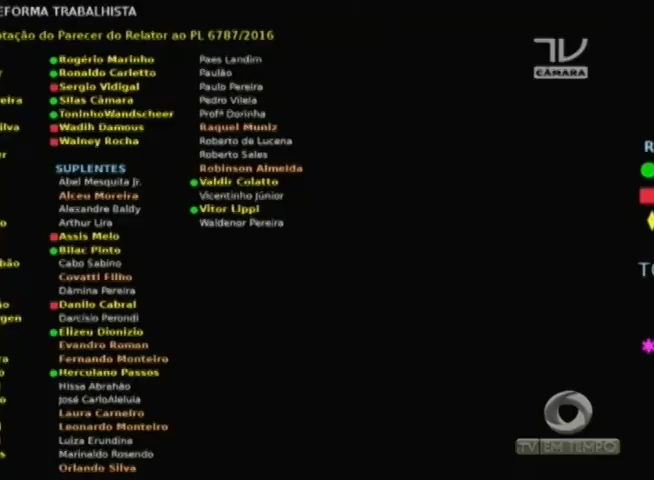 EFORMA TRABALHISTA
tação do Parecer do Relator ao PL 6787/2016
Rogério Marinho
Ronaldo Carletto
Sergio Vidigal
Silas Câmara
ToninhoWandscheer
Wadih Damous
Walney Rocha
SUPLENTES
Abel Mesquita Jr.
Alceu Moreira
Alexandre Baldy
Arthur Lira
Assis Melo
Bilac Pinto
Cabo Sabino
Covatti Filho
Dâmina Pereira
Danilo Cabral
Darcísio Perondi
Elizeu Dionizio
Evandro Roman
Fernando Monteiro
Herculano Passos
Hissa Abrahão
José CarloAleluia
Laura Carneiro
Leonardo Monteiro
Luiza Erundina
Marinaldo Rosendo
Orlando Silva
Paes Landim
Paulão
Paulo Pereira
Pedro Vilela
Profª Dorinha
Raquel Muniz
Roberto de Lucena
Roberto Sales
Robinson Almeida
Valdir Colatto
Vicentinho Júnior
Vitor Lippi
Waldenor Pereira
TV
CÂMARA
TV EM TEMPO